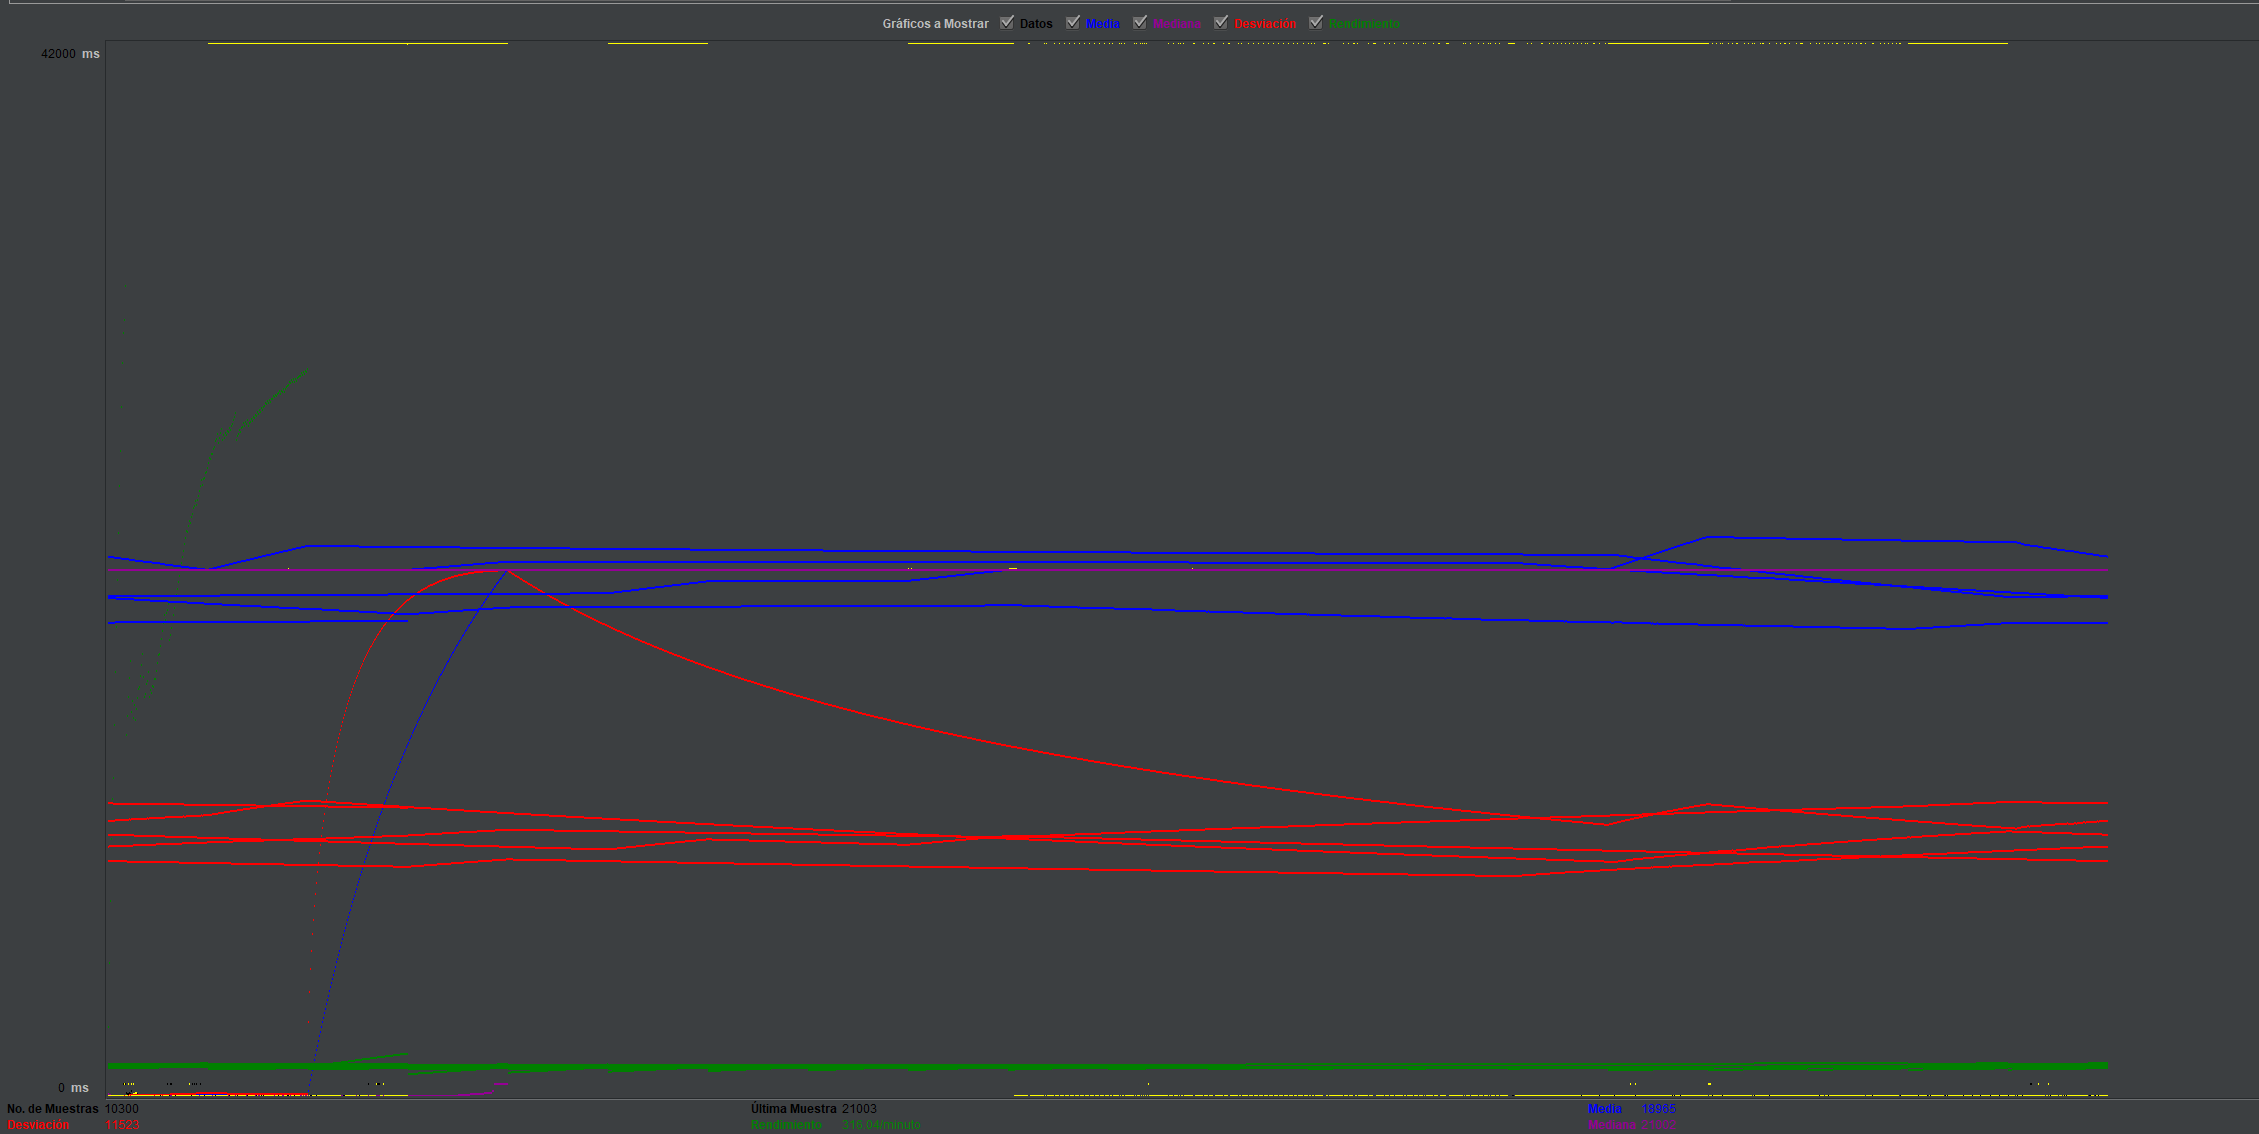 Gráficos a Mostrar Datos Media Mediana Desviación Rendimiento
42000 ms
0 ms
No. de Muestras 10300 Última Muestra 21003 Media 18965
Desviación 11523 Rendimiento 316.04/minuto Mediana 21002